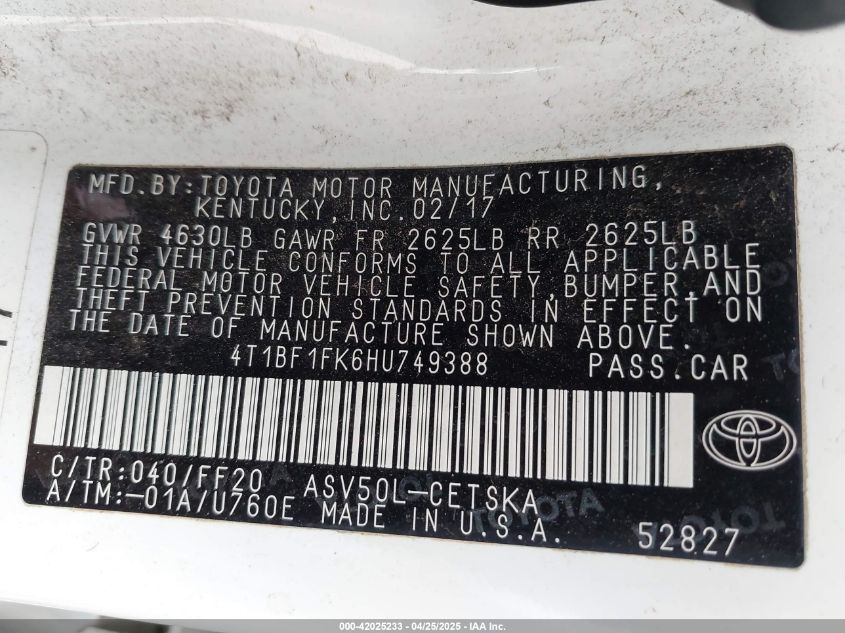 MFD.BY:TOYOTA MOTOR MANUFACTURING,
KENTUCKY,INC.02/17
GVWR 4630LB GAWR FR 2625LB RR 2625LB
THIS VEHICLE CONFORMS TO ALL APPLICABLE
FEDERAL MOTOR VEHICLE SAFETY,BUMPER,AND
THEFT PREVENTION STANDARDS IN EFFECT ON
THE DATE OF MANUFACTURE SHOWN ABOVE.
4T1BF1FK6HU749388 PASS.CAR
C/TR:040/FF20 ASV50L-CETSKA
A/TM:-01A/U760E MADE IN U.S.A. 52827
TOYOTA
TOYOTA
000-42025233 - 04/25/2025 - IAA Inc.